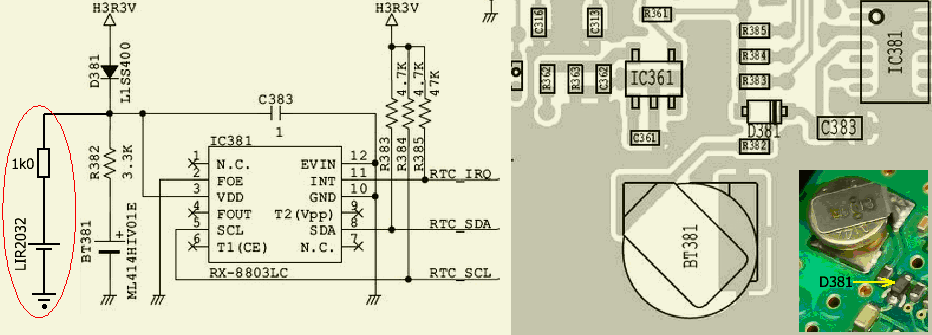 H3R3V
H3R3V
D381
L1SS400
C383
1
4.7K
4.7K
47K
R383
R384
R385
1k0
LIR2032
R382
3.3K
BT381
+
ML414HIV01E
IC381
1 N.C. EVIN 12
2 FOE INT 11
3 VDD GND 10
4 FOUT T2(Vpp) 9
5 SCL SDA 8
6 T1(CE) N.C. 7
RX-8803LC
RTC_IRO
RTC_SDA
RTC_SCL
C316
C313
R361
R362
R363
C362
IC361
C361
R385
R384
R383
D381
R382
C383
IC381
BT381
D381